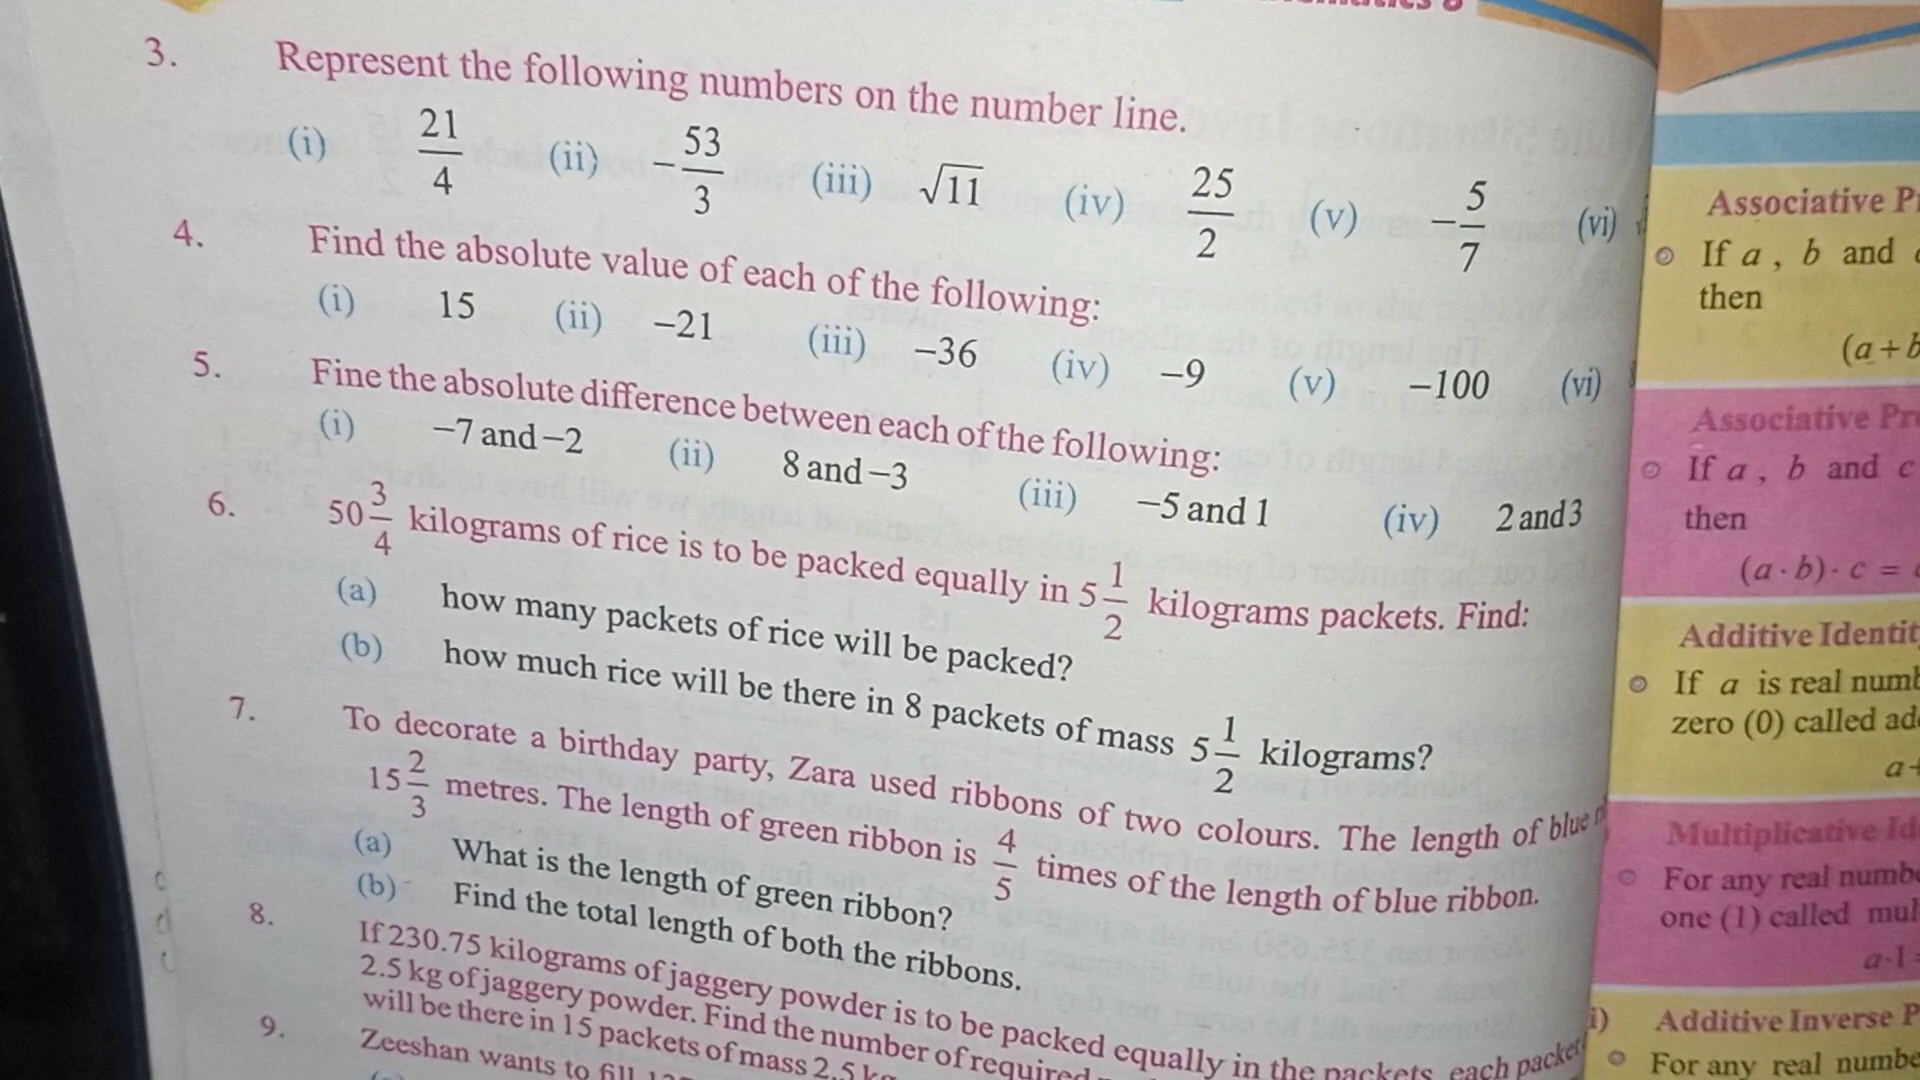 3. Represent the following numbers on the number line.
(i) 21/4 (ii) -53/3 (iii) √11 (iv) 25/2 (v) -5/7 (vi)
4. Find the absolute value of each of the following:
(i) 15 (ii) -21 (iii) -36 (iv) -9 (v) -100 (vi)
5. Fine the absolute difference between each of the following:
(i) -7 and -2 (ii) 8 and -3 (iii) -5 and 1 (iv) 2 and 3
6. 50 3/4 kilograms of rice is to be packed equally in 5 1/2 kilograms packets. Find:
(a) how many packets of rice will be packed?
(b) how much rice will be there in 8 packets of mass 5 1/2 kilograms?
7. To decorate a birthday party, Zara used ribbons of two colours. The length of blue
15 2/3 metres. The length of green ribbon is 4/5 times of the length of blue ribbon.
(a) What is the length of green ribbon?
(b) Find the total length of both the ribbons.
8. If 230.75 kilograms of jaggery powder is to be packed equally in the packets each packet
2.5 kg of jaggery powder. Find the number of required
will be there in 15 packets of mass 2.5 kg
9. Zeeshan wants to fill
Associative
If a, b and
then
(a + b
Associative
If a, b and c
then
(a · b) · c =
Additive
If a is real
zero (0) called
a
Multiplicative
For any real
one (1) called
a · 1
Additive Inverse
For any real